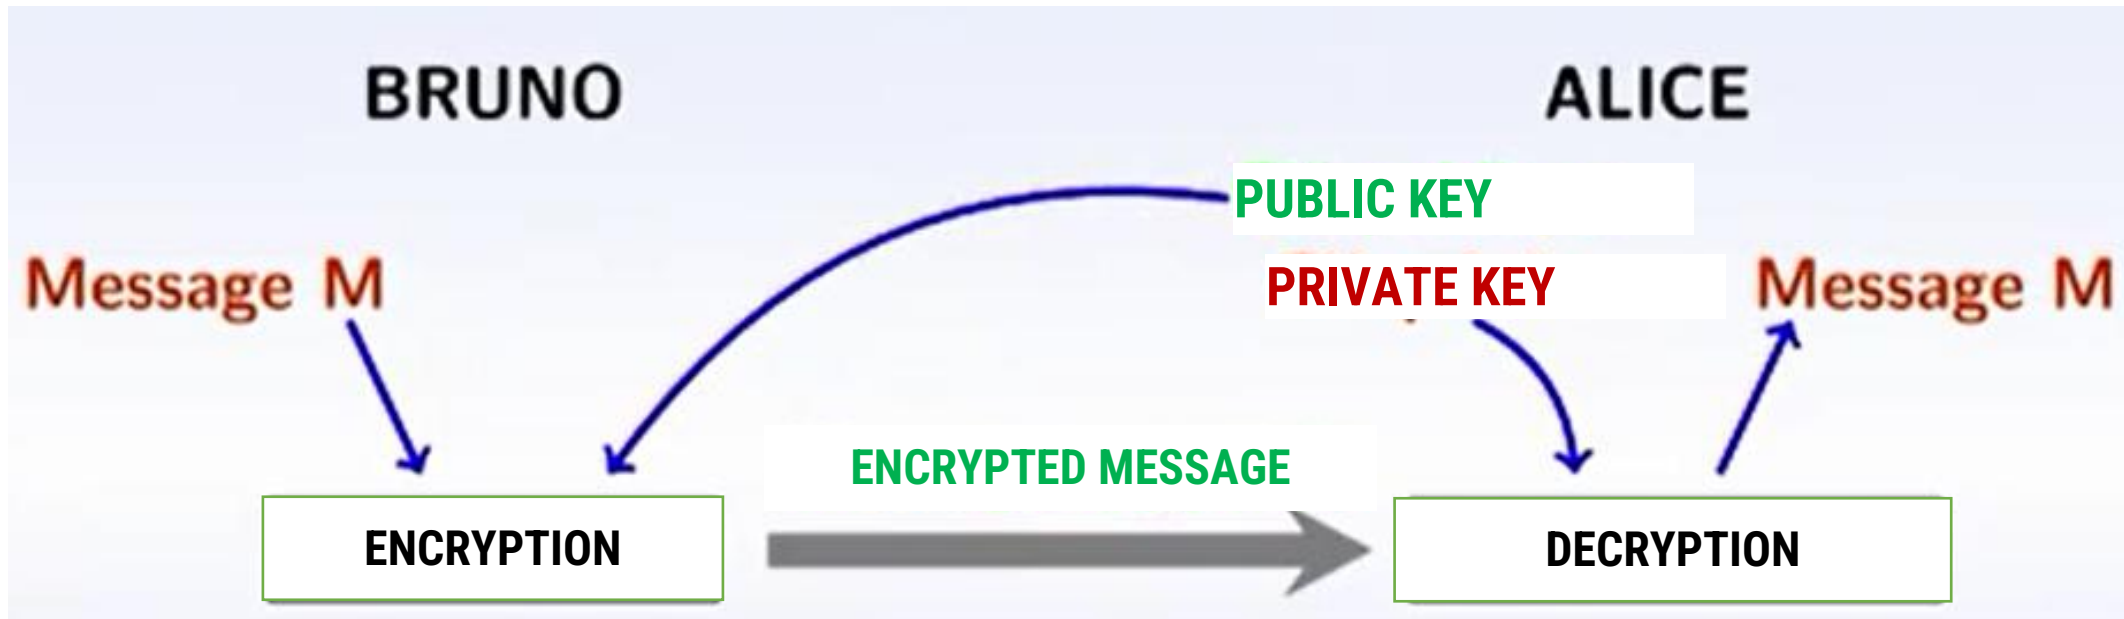 BRUNO
ALICE
PUBLIC KEY
Message M
PRIVATE KEY
Message M
ENCRYPTED MESSAGE
ENCRYPTION
DECRYPTION